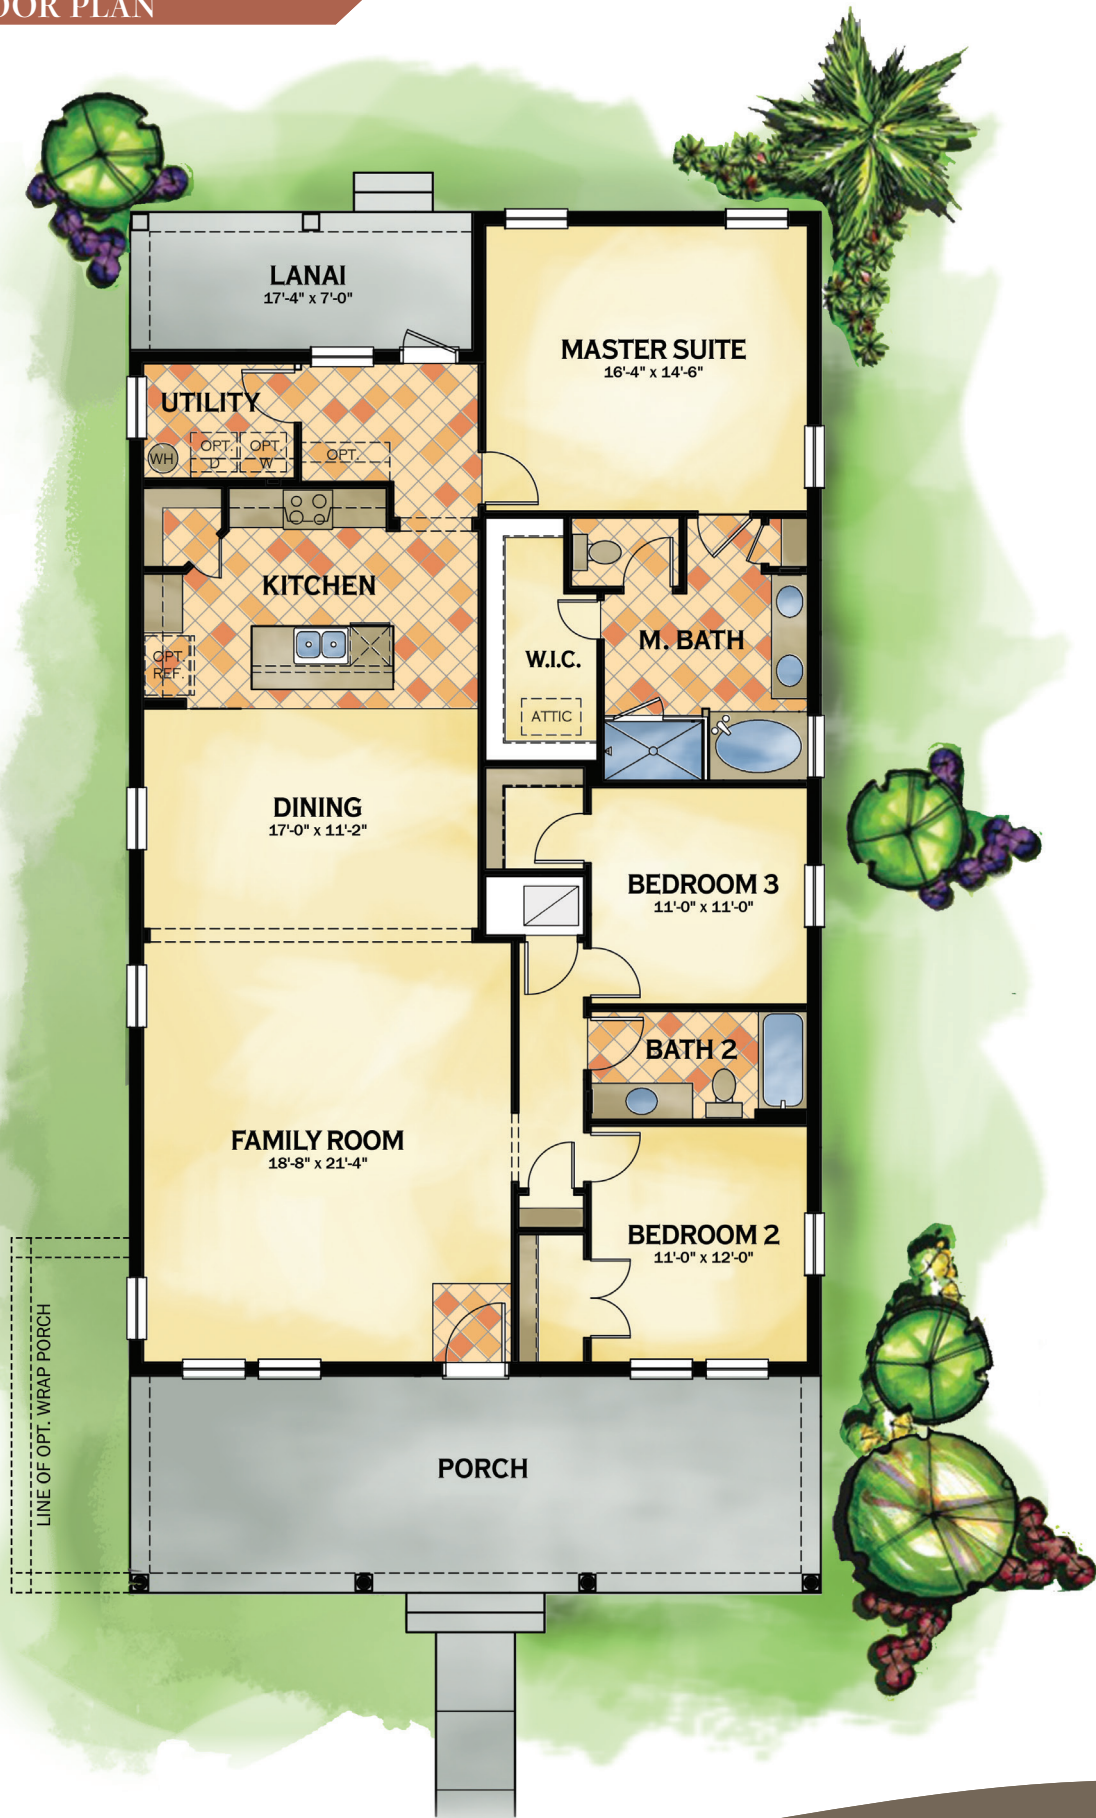 PLAN
LANAI
17'-4" x 7'-0"
MASTER SUITE
16'-4" x 14'-6"
UTILITY
WH
OPT. D
OPT. W
OPT.
KITCHEN
OPT. REF.
M. BATH
W.I.C.
ATTIC
DINING
17'-0" x 11'-2"
BEDROOM 3
11'-0" x 11'-0"
BATH 2
FAMILY ROOM
18'-8" x 21'-4"
BEDROOM 2
11'-0" x 12'-0"
LINE OF OPT. WRAP PORCH
PORCH